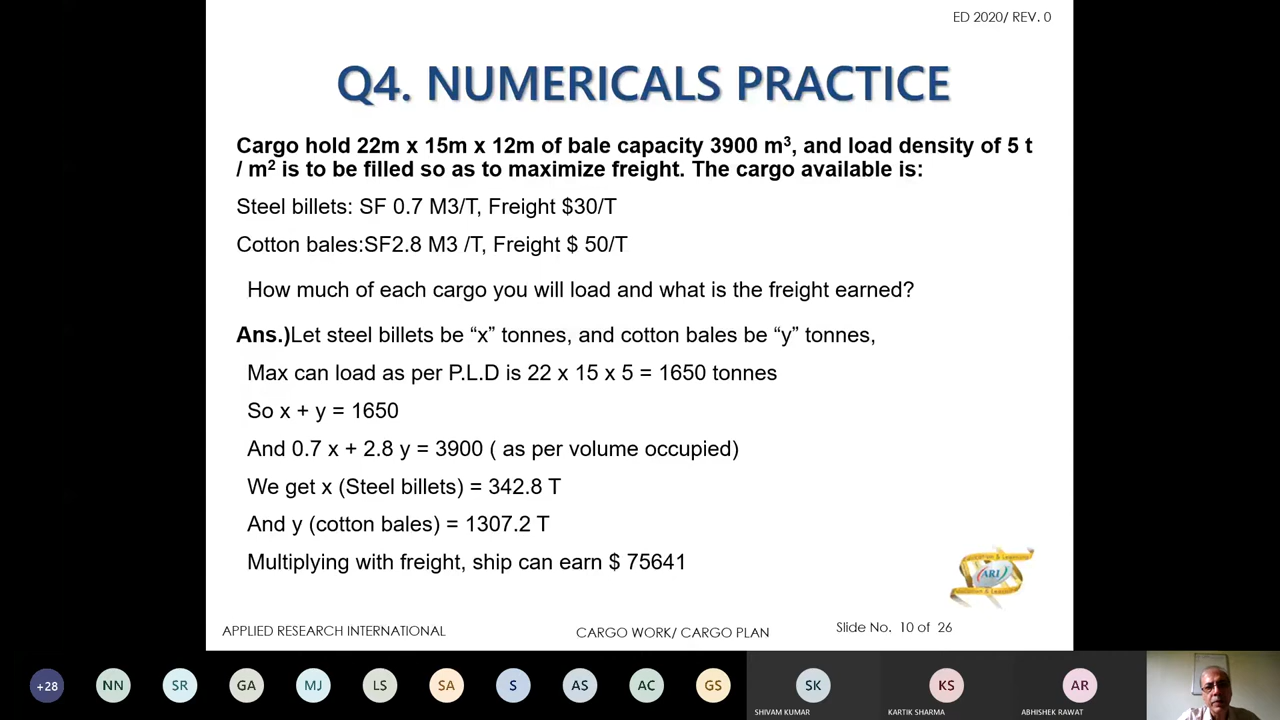 ED 2020/ REV. 0
Q4. NUMERICALS PRACTICE
Cargo hold 22m x 15m x 12m of bale capacity 3900 m³, and load density of 5 t
/ m² is to be filled so as to maximize freight. The cargo available is:
Steel billets: SF 0.7 M3/T, Freight $30/T
Cotton bales:SF2.8 M3 /T, Freight $ 50/T
How much of each cargo you will load and what is the freight earned?
Ans.)Let steel billets be “x” tonnes, and cotton bales be “y” tonnes,
Max can load as per P.L.D is 22 x 15 x 5 = 1650 tonnes
So x + y = 1650
And 0.7 x + 2.8 y = 3900 ( as per volume occupied)
We get x (Steel billets) = 342.8 T
And y (cotton bales) = 1307.2 T
Multiplying with freight, ship can earn $ 75641
ARI
APPLIED RESEARCH INTERNATIONAL
CARGO WORK/ CARGO PLAN
Slide No. 10 of 26
+28 NN SR GA MJ LS SA S AS AC GS SK KS AR
SHIVAM KUMAR KARTIK SHARMA ABHISHEK RAWAT